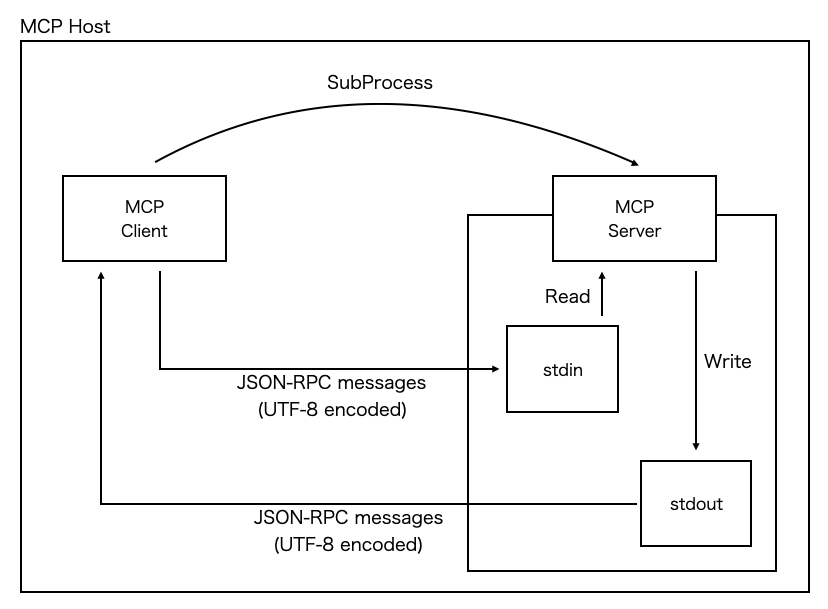 MCP Host
SubProcess
MCP
Client
MCP
Server
Read
stdin
Write
JSON-RPC messages
(UTF-8 encoded)
stdout
JSON-RPC messages
(UTF-8 encoded)